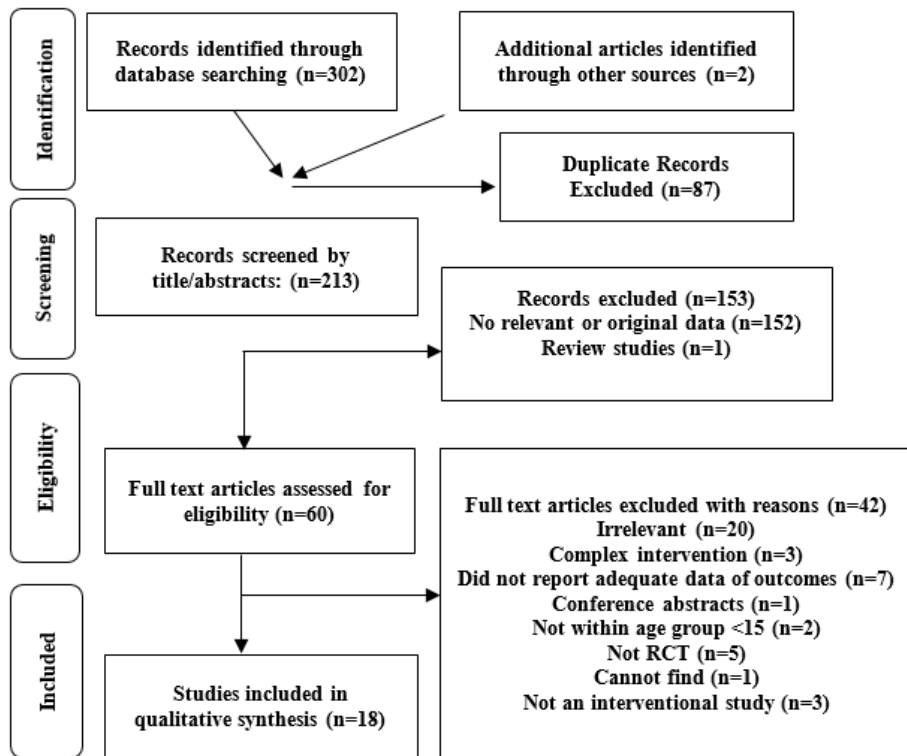 Identification
Records identified through
database searching (n=302)
Additional articles identified
through other sources (n=2)
Duplicate Records
Excluded (n=87)
Screening
Records screened by
title/abstracts: (n=213)
Records excluded (n=153)
No relevant or original data (n=152)
Review studies (n=1)
Eligibility
Full text articles assessed for
eligibility (n=60)
Full text articles excluded with reasons (n=42)
Irrelevant (n=20)
Complex intervention (n=3)
Did not report adequate data of outcomes (n=7)
Conference abstracts (n=1)
Not within age group <15 (n=2)
Not RCT (n=5)
Cannot find (n=1)
Not an interventional study (n=3)
Included
Studies included in
qualitative synthesis (n=18)